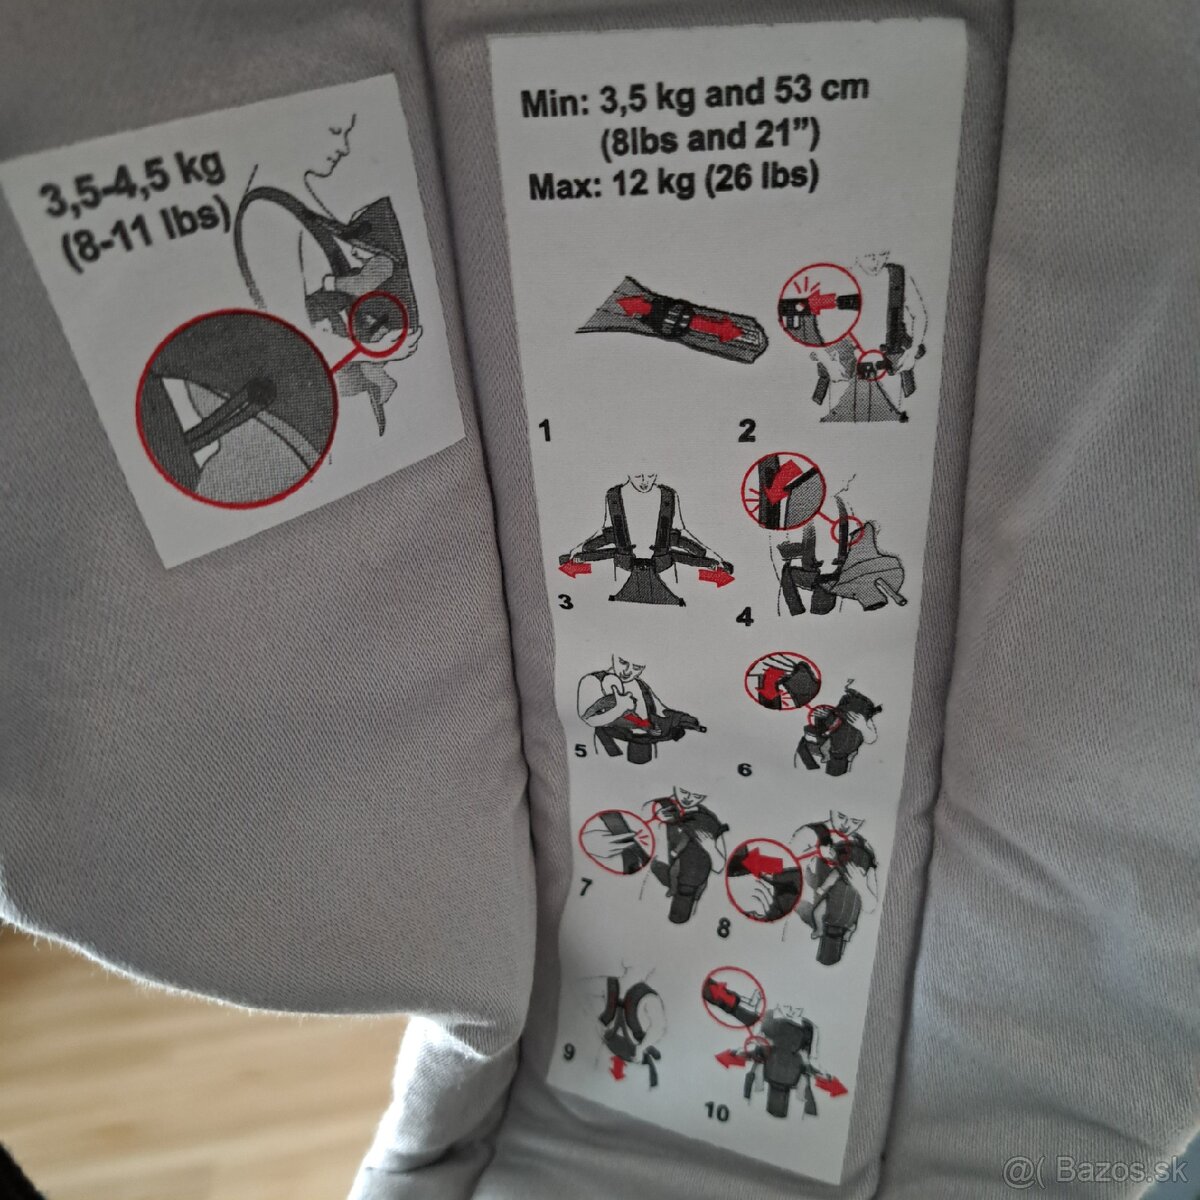 3,5-4,5 kg
(8-11 lbs)
Min: 3,5 kg and 53 cm
(8lbs and 21”)
Max: 12 kg (26 lbs)
1
2
3
4
5
6
7
8
9
10
@( Bazos.sk